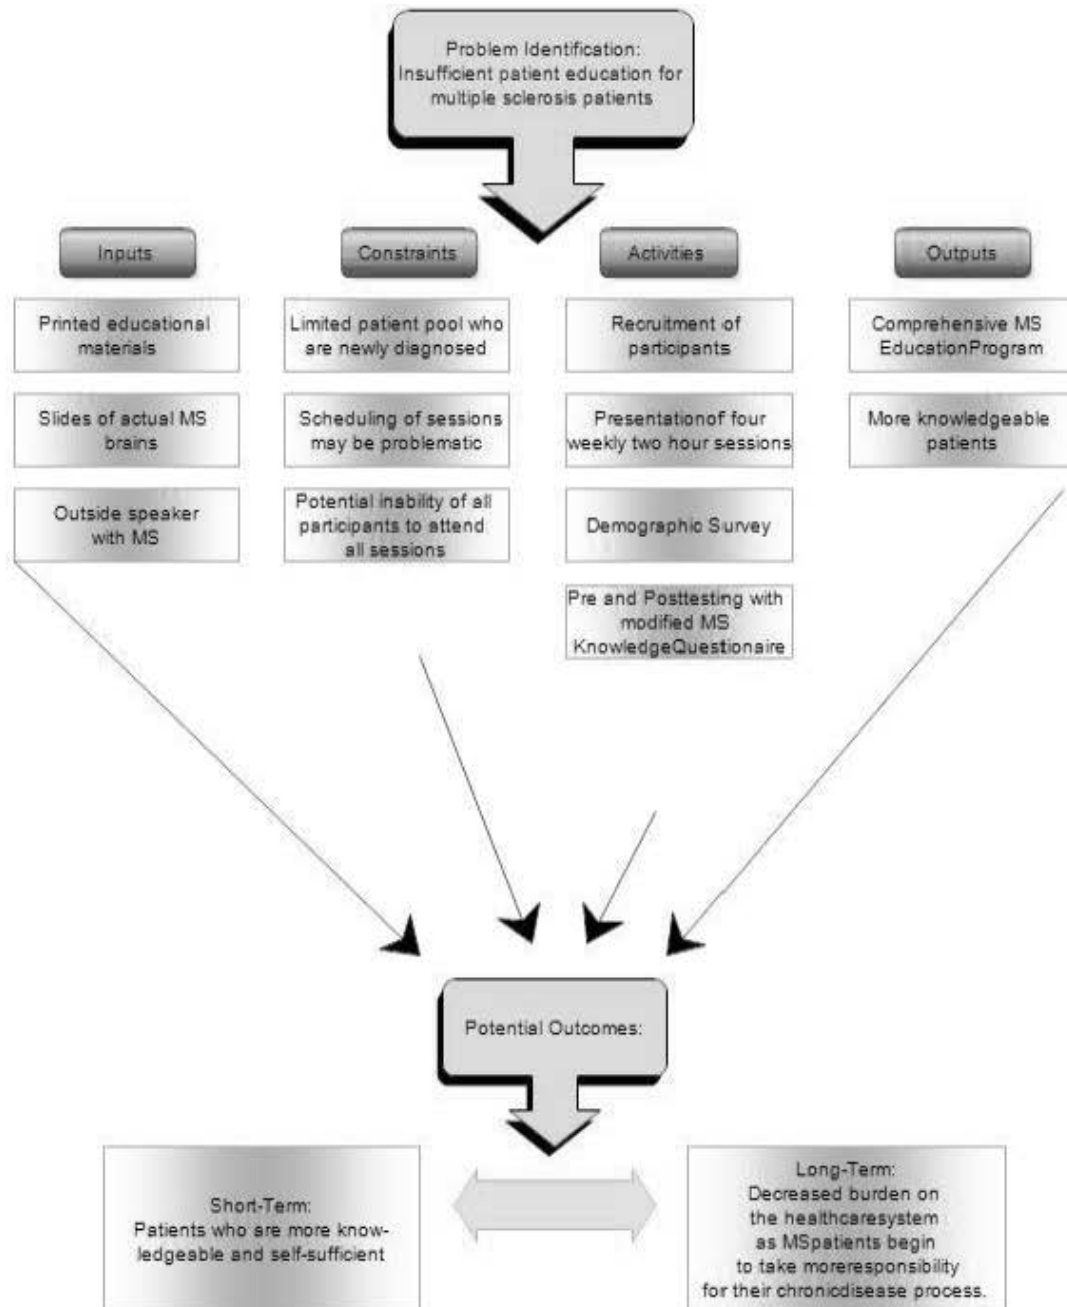 Problem Identification:
Insufficient patient education for
multiple sclerosis patients
Inputs
Printed educational
materials
Slides of actual MS
brains
Outside speaker
with MS
Constraints
Limited patient pool who
are newly diagnosed
Scheduling of sessions
may be problematic
Potential inability of all
participants to attend
all sessions
Activities
Recruitment of
participants
Presentationof four
weekly two hour sessions
Demographic Survey
Pre and Posttesting with
modified MS
KnowledgeQuestionaire
Outputs
Comprehensive MS
EducationProgram
More knowledgeable
patients
Potential Outcomes:
Short-Term:
Patients who are more know-
ledgeable and self-sufficient
Long-Term:
Decreased burden on
the healthcaresystem
as MSpatients begin
to take moreresponsibility
for their chronicdisease process.